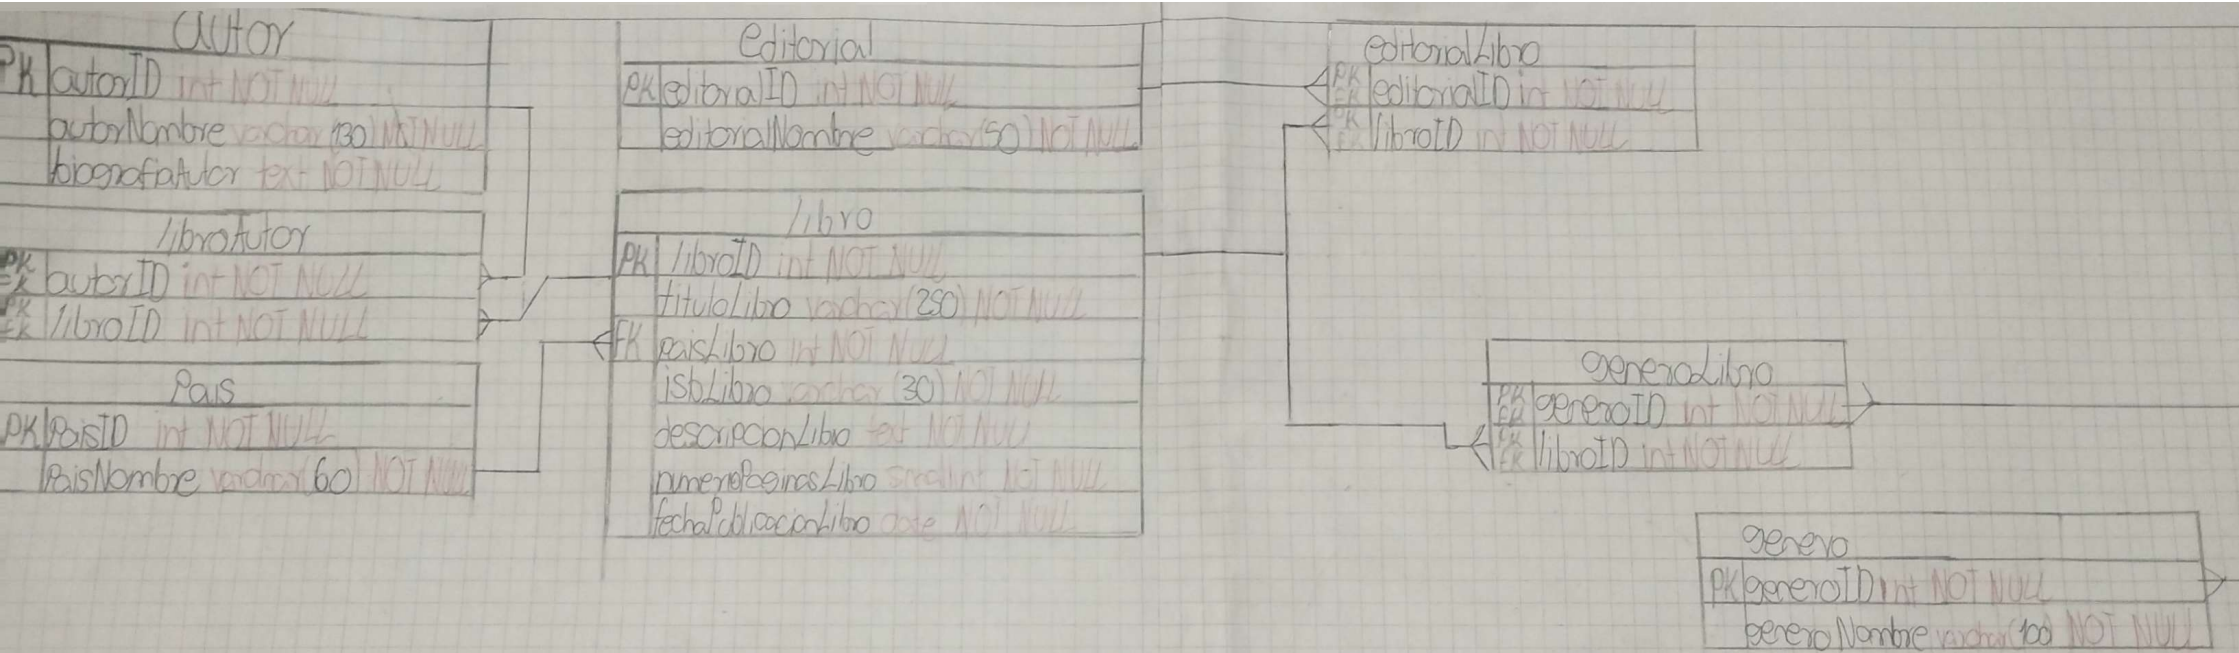 autor
PK autorID int NOT NULL
autorNombre varchar (130) NOT NULL
biografiaAutor text NOT NULL
libroAutor
PK FK autorID int NOT NULL
PK FK libroID int NOT NULL
Pais
PK PaisID int NOT NULL
PaisNombre varchar (60) NOT NULL
editorial
PK editorialID int NOT NULL
editorialNombre varchar (50) NOT NULL
libro
PK libroID int NOT NULL
tituloLibro varchar (250) NOT NULL
FK paisLibro int NOT NULL
isbLibro varchar (30) NOT NULL
descripcionLibro text NOT NULL
numeroPaginasLibro smallint NOT NULL
fechaPublicacionLibro date NOT NULL
editorialLibro
PK FK editorialID int NOT NULL
PK FK libroID int NOT NULL
generoLibro
PK FK generoID int NOT NULL
PK FK libroID int NOT NULL
genero
PK generoID int NOT NULL
generoNombre varchar (100) NOT NULL